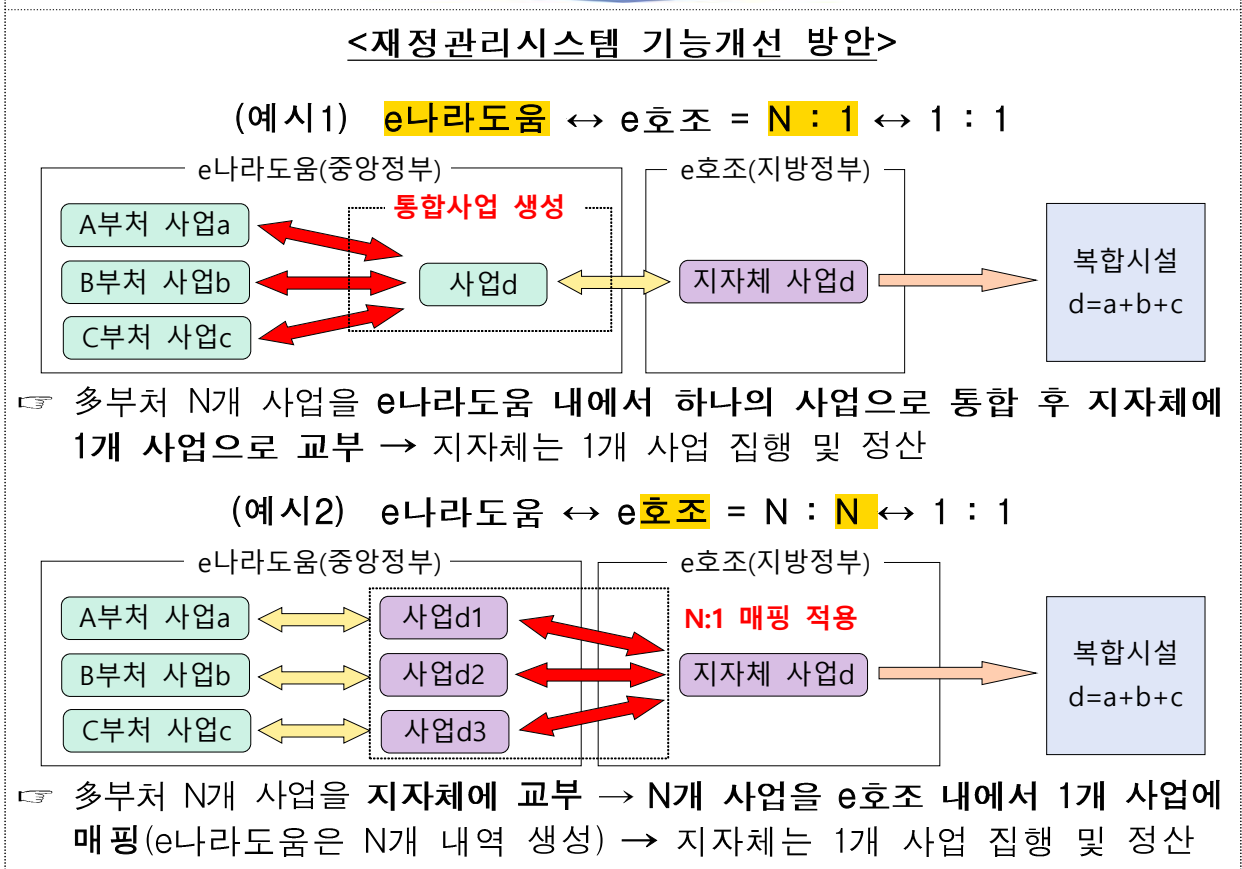 <재정관리시스템 기능개선 방안>
(예시1) e나라도움 ↔ e호조 = N : 1 ↔ 1 : 1
e나라도움(중앙정부)
e호조(지방정부)
통합사업 생성
A부처 사업a
B부처 사업b
C부처 사업c
사업d
지자체 사업d
복합시설
d=a+b+c
☞ 多부처 N개 사업을 e나라도움 내에서 하나의 사업으로 통합 후 지자체에
1개 사업으로 교부 → 지자체는 1개 사업 집행 및 정산
(예시2) e나라도움 ↔ e호조 = N : N ↔ 1 : 1
e나라도움(중앙정부)
e호조(지방정부)
A부처 사업a
B부처 사업b
C부처 사업c
사업d1
사업d2
사업d3
N:1 매핑 적용
지자체 사업d
복합시설
d=a+b+c
☞ 多부처 N개 사업을 지자체에 교부 → N개 사업을 e호조 내에서 1개 사업에
매핑(e나라도움은 N개 내역 생성) → 지자체는 1개 사업 집행 및 정산